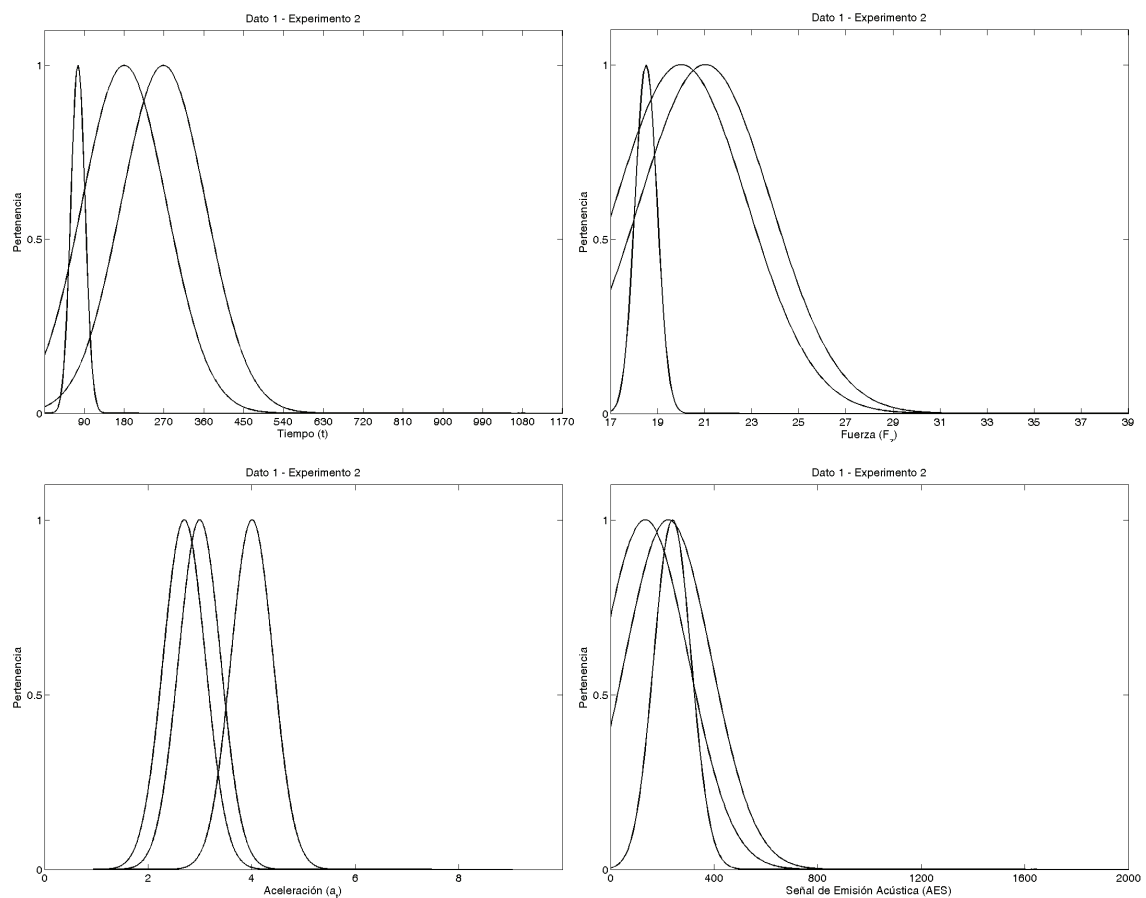 Dato 1 - Experimento 2
1
0.5
0
Pertenencia
90 180 270 360 450 540 630 720 810 900 990 1080 1170
Tiempo (t)
Dato 1 - Experimento 2
1
0.5
0
Pertenencia
17 19 21 23 25 27 29 31 33 35 37 39
Fuerza (F
Dato 1 - Experimento 2
1
0.5
0
Pertenencia
0 2 4 6 8
Aceleración (a
Dato 1 - Experimento 2
1
0.5
0
Pertenencia
0 400 800 1200 1600 2000
Señal de Emisión Acústica (AES)